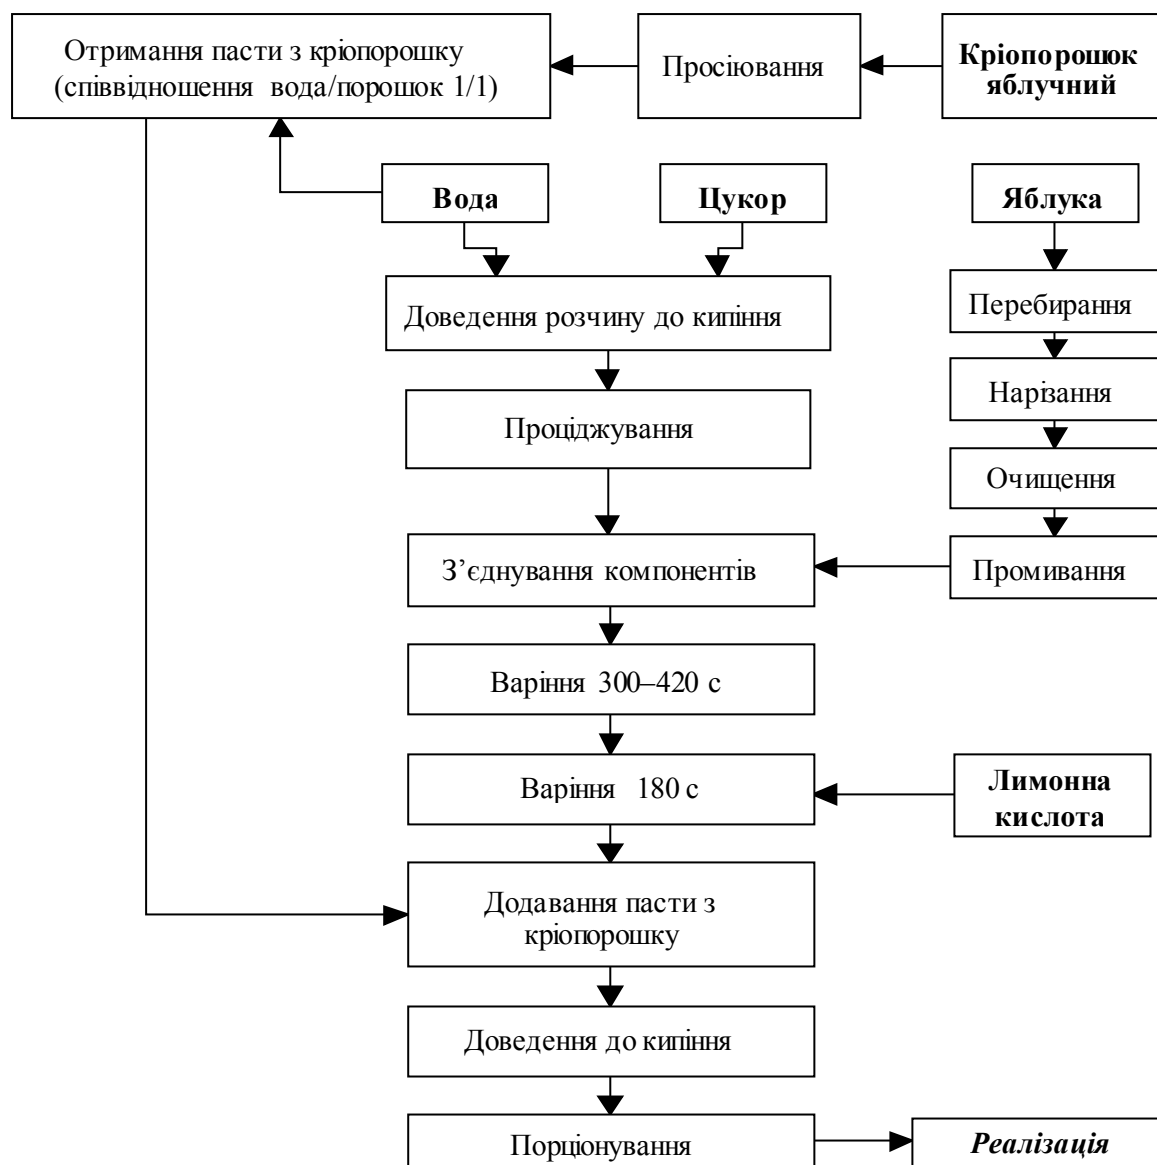 Отримання пасти з кріопорошку
(співвідношення вода/порошок 1/1)
Просіювання
Кріопорошок
яблучний
Вода
Цукор
Яблука
Доведення розчину до кипіння
Перебирання
Нарізання
Проціджування
Очищення
З’єднування компонентів
Промивання
Варіння 300–420 с
Варіння 180 с
Лимонна
кислота
Додавання пасти з
кріопорошку
Доведення до кипіння
Порціонування
Реалізація